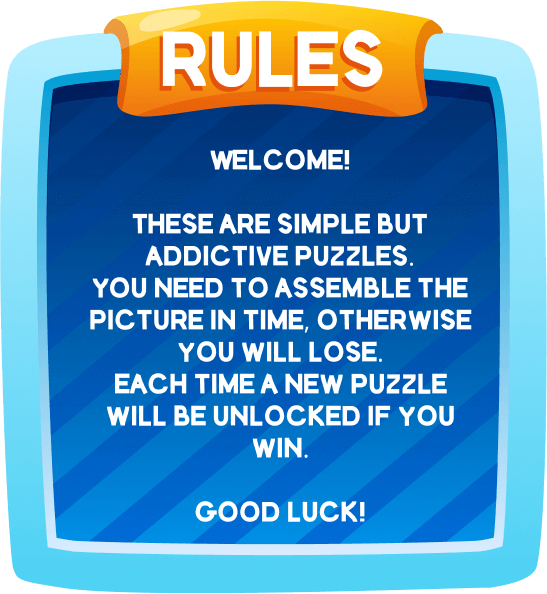 RULES
WELCOME!
THESE ARE SIMPLE BUT
ADDICTIVE PUZZLES.
YOU NEED TO ASSEMBLE THE
PICTURE IN TIME, OTHERWISE
YOU WILL LOSE.
EACH TIME A NEW PUZZLE
WILL BE UNLOCKED IF YOU
WIN.
GOOD LUCK!